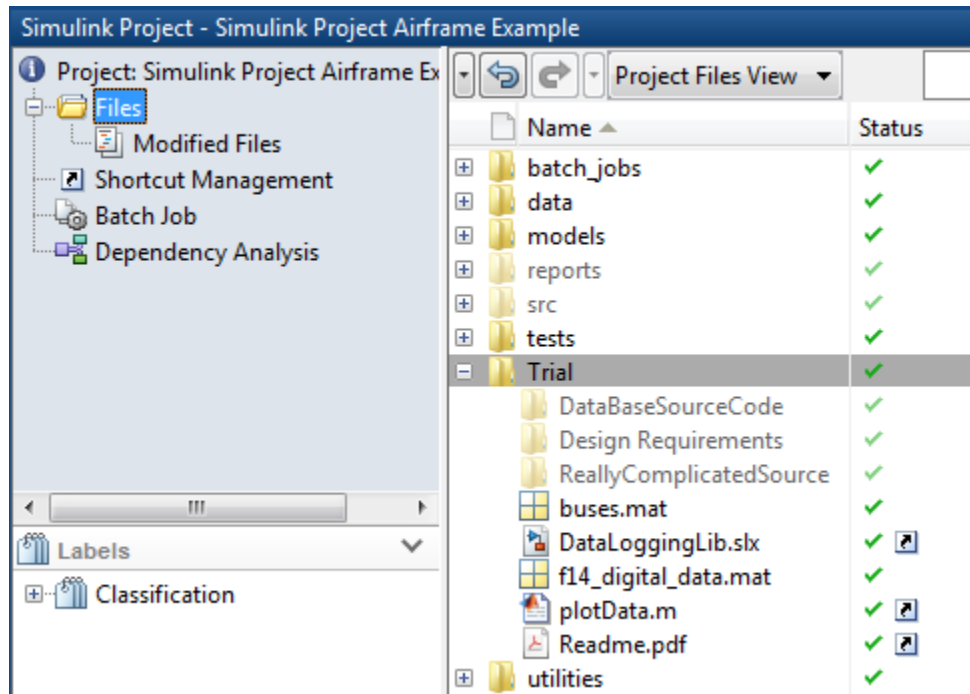 Simulink Project - Simulink Project Airframe Example
Project: Simulink Project Airframe Ex
Files
Modified Files
Shortcut Management
Batch Job
Dependency Analysis
Labels
Classification
Project Files View
Name Status
batch_jobs
data
models
reports
src
tests
Trial
DataBaseSourceCode
Design Requirements
ReallyComplicatedSource
buses.mat
DataLoggingLib.slx
f14_digital_data.mat
plotData.m
Readme.pdf
utilities